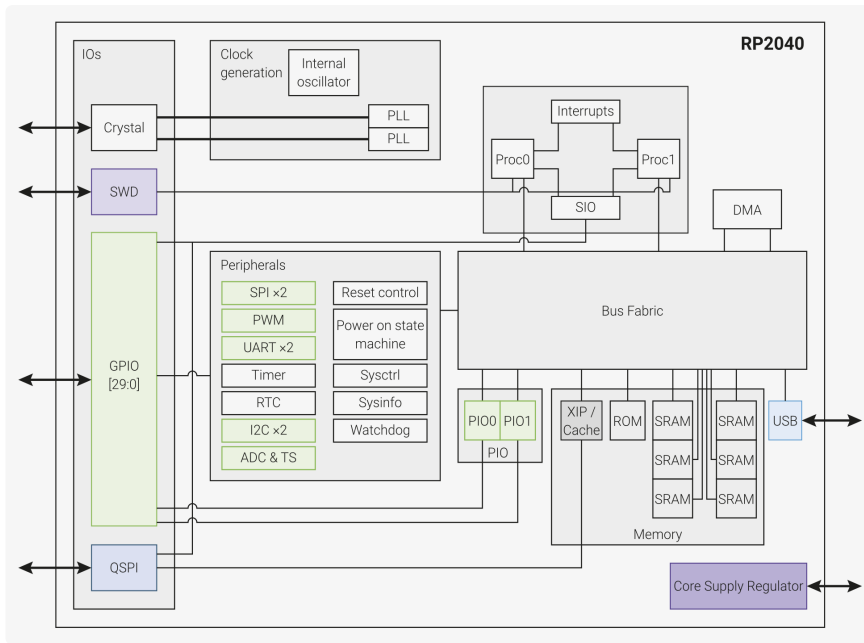 RP2040
IOs
Clock
generation
Internal
oscillator
Crystal
PLL
PLL
Interrupts
Proc0
Proc1
SWD
SIO
DMA
Peripherals
SPI ×2
PWM
UART ×2
Timer
RTC
I2C ×2
ADC & TS
Reset control
Power on state
machine
Sysctrl
Sysinfo
Watchdog
Bus Fabric
GPIO
[29:0]
PIO0
PIO1
PIO
XIP /
Cache
ROM
SRAM
SRAM
SRAM
SRAM
SRAM
SRAM
Memory
USB
QSPI
Core Supply Regulator